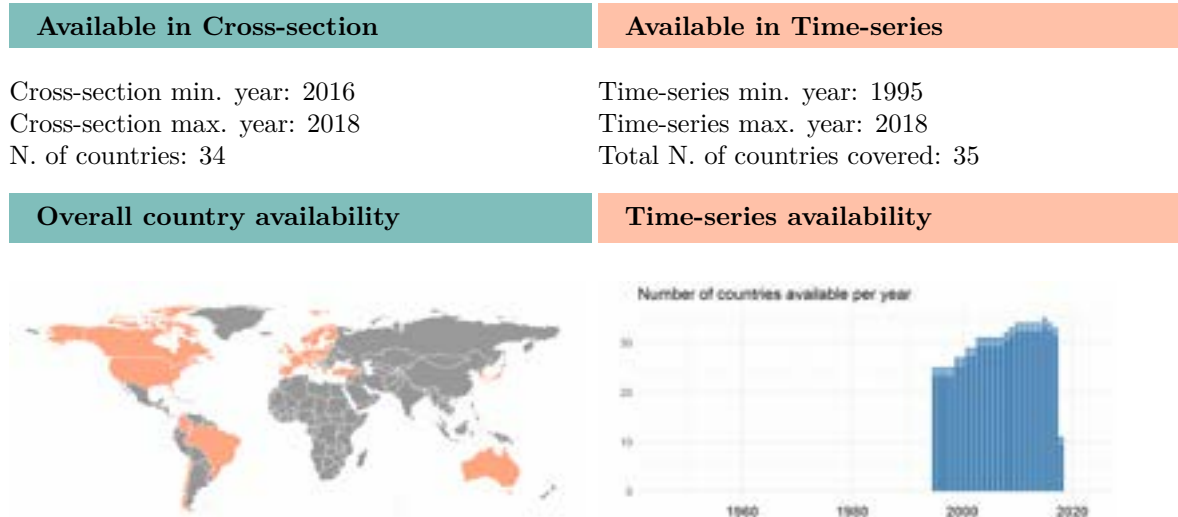 Available in Cross-section
Available in Time-series
Cross-section min. year: 2016
Cross-section max. year: 2018
N. of countries: 34
Time-series min. year: 1995
Time-series max. year: 2018
Total N. of countries covered: 35
Overall country availability
Time-series availability
Number of countries available per year
30
20
10
0
1960
1980
2000
2020